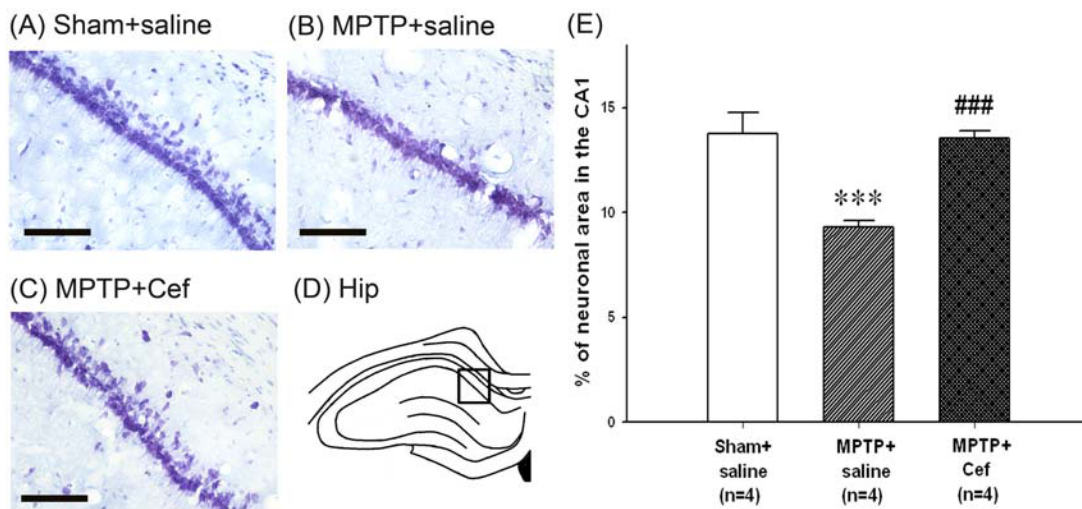 (A) Sham+saline
(B) MPTP+saline
(C) MPTP+Cef
(D) Hip
(E)
% of neuronal area in the CA1
15
10
5
0
***
###
Sham+
saline
(n=4)
MPTP+
saline
(n=4)
MPTP+
Cef
(n=4)